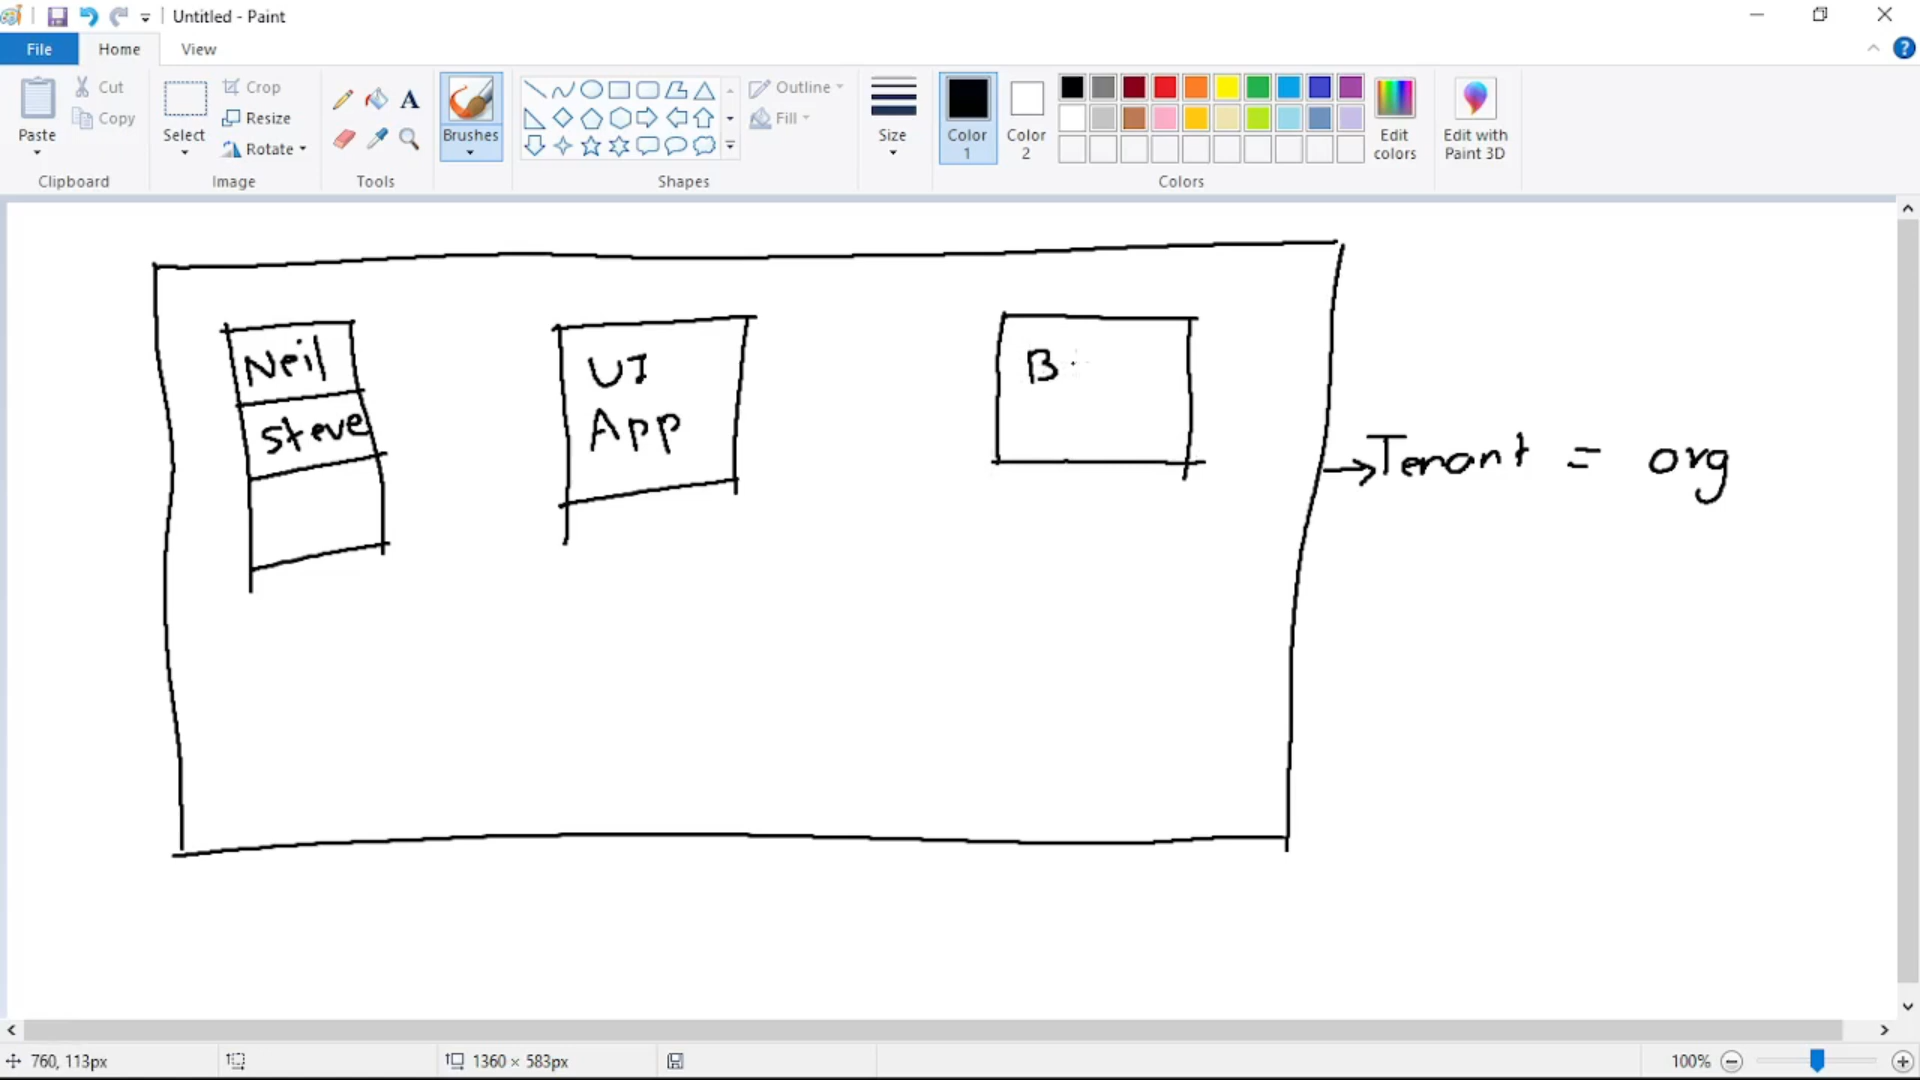 Untitled - Paint
File
Home
View
Paste
Cut
Copy
Clipboard
Select
Crop
Resize
Rotate
Image
A
Tools
Brushes
Shapes
Outline
Fill
Size
Color 1
Color 2
Edit colors
Colors
Edit with Paint 3D
Neil
Steve
UI
App
B
Tenant = org
760, 113px
1360 × 583px
100%